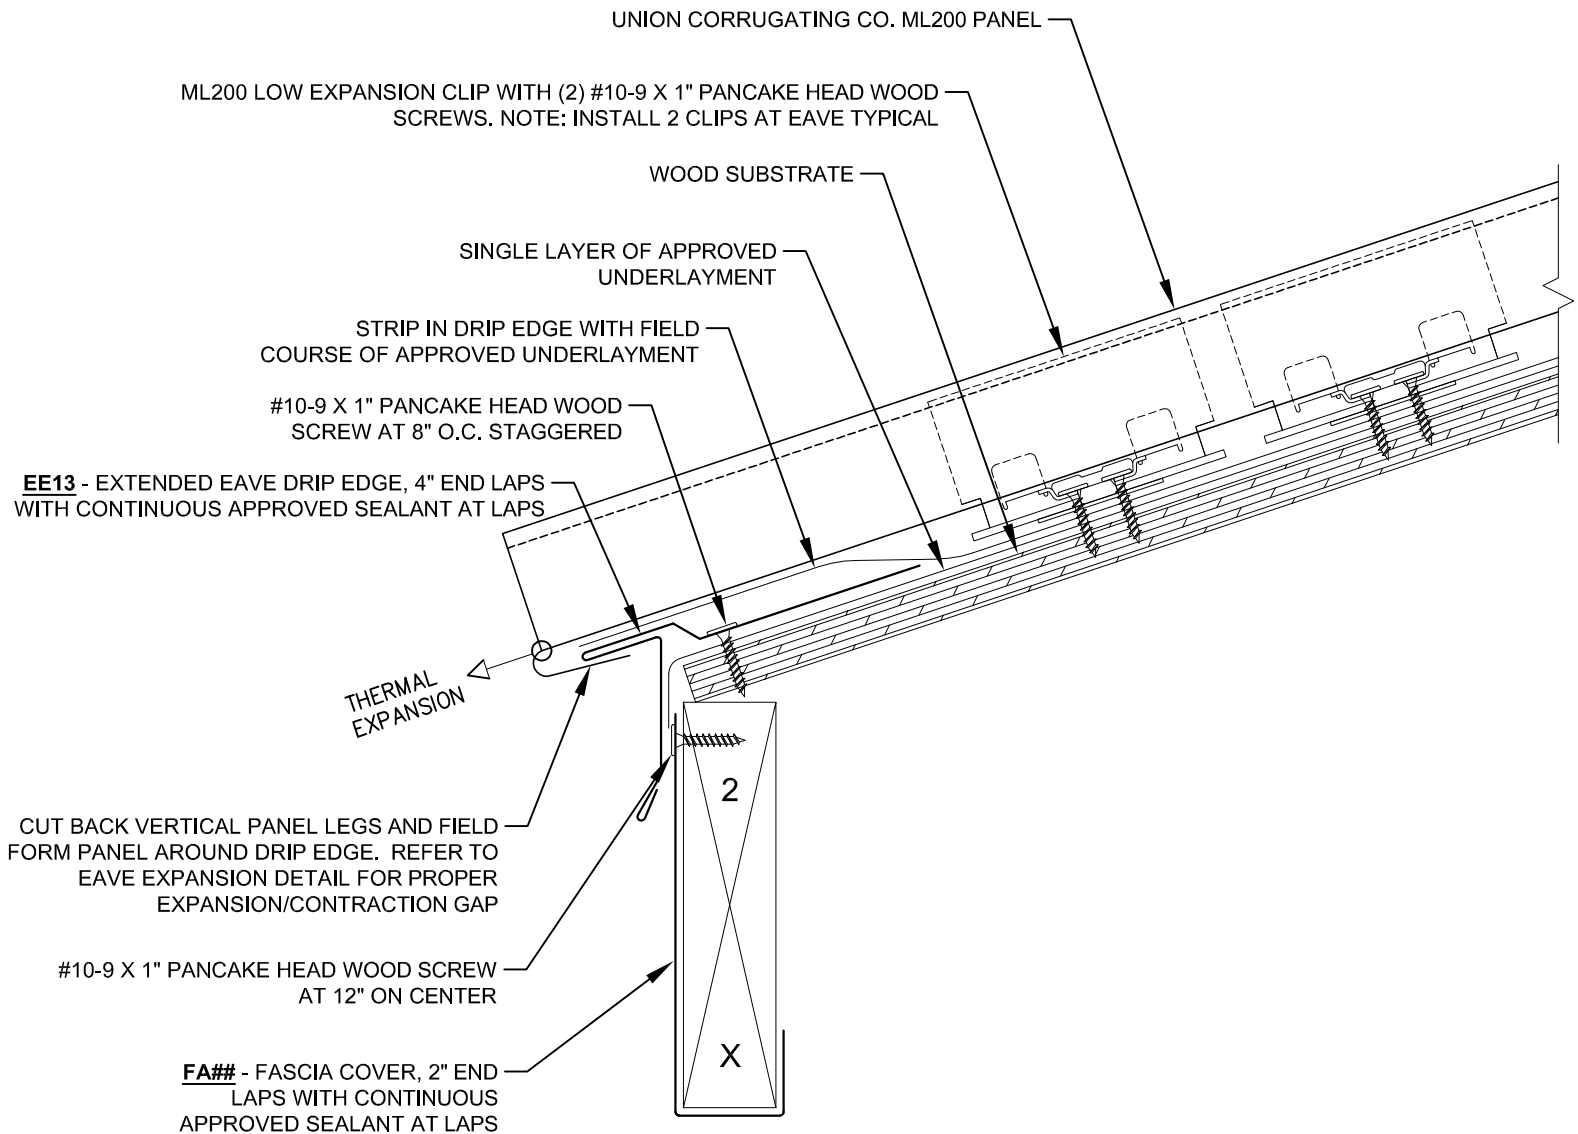 UNION CORRUGATING CO. ML200 PANEL
ML200 LOW EXPANSION CLIP WITH (2) #10-9 X 1" PANCAKE HEAD WOOD
SCREWS. NOTE: INSTALL 2 CLIPS AT EAVE TYPICAL
WOOD SUBSTRATE
SINGLE LAYER OF APPROVED
UNDERLAYMENT
STRIP IN DRIP EDGE WITH FIELD
COURSE OF APPROVED UNDERLAYMENT
#10-9 X 1" PANCAKE HEAD WOOD
SCREW AT 8" O.C. STAGGERED
EE13 - EXTENDED EAVE DRIP EDGE, 4" END LAPS
WITH CONTINUOUS APPROVED SEALANT AT LAPS
THERMAL
EXPANSION
CUT BACK VERTICAL PANEL LEGS AND FIELD
FORM PANEL AROUND DRIP EDGE. REFER TO
EAVE EXPANSION DETAIL FOR PROPER
EXPANSION/CONTRACTION GAP
#10-9 X 1" PANCAKE HEAD WOOD SCREW
AT 12" ON CENTER
FA## - FASCIA COVER, 2" END
LAPS WITH CONTINUOUS
APPROVED SEALANT AT LAPS
2
X